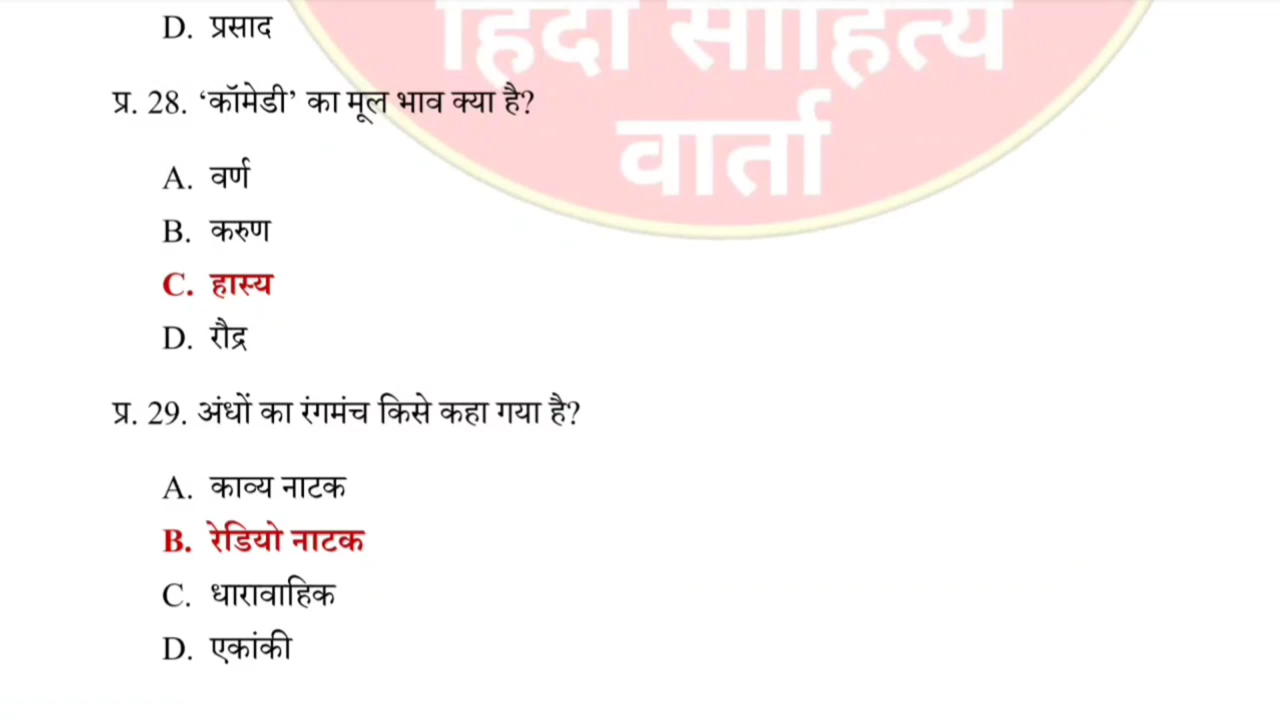 D. प्रसाद
हिंदी साहित्य
वार्ता
प्र. 28. ‘कॉमेडी’ का मूल भाव क्या है?
A. वर्ण
B. करुण
C. हास्य
D. रौद्र
प्र. 29. अंधों का रंगमंच किसे कहा गया है?
A. काव्य नाटक
B. रेडियो नाटक
C. धारावाहिक
D. एकांकी